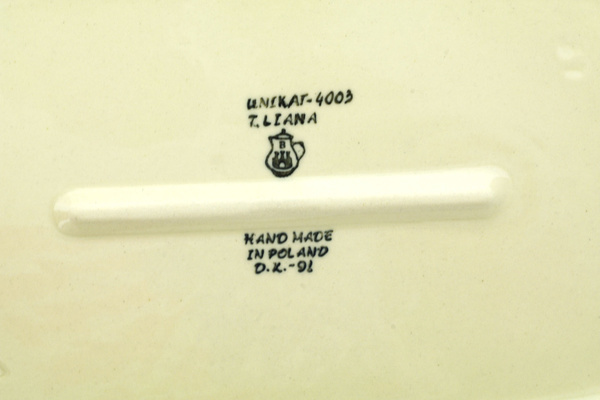 UNIKAT-4003
T. LIANA
B
HAND MADE
IN POLAND
D.K.-91